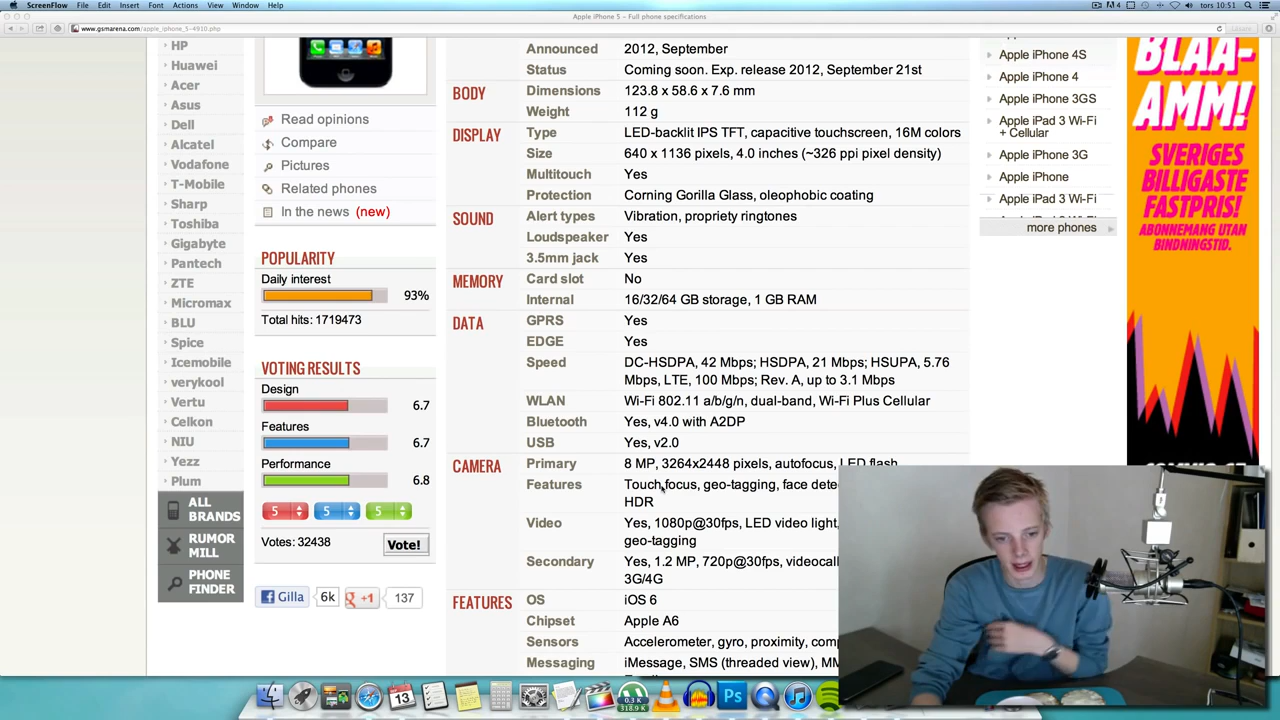 ScreenFlow File Edit Insert Font Actions View Window Help
4 tors 10:51
Apple iPhone 5 – Full phone specifications
www.gsmarena.com/apple_iphone_5-4910.php
HP
Huawei
Acer
Asus
Dell
Alcatel
Vodafone
T-Mobile
Sharp
Toshiba
Gigabyte
Pantech
ZTE
Micromax
BLU
Spice
Icemobile
verykool
Vertu
Celkon
NIU
Yezz
Plum
ALL
BRANDS
RUMOR
MILL
PHONE
FINDER
Read opinions
Compare
Pictures
Related phones
In the news (new)
POPULARITY
Daily interest
93%
Total hits: 1719473
VOTING RESULTS
Design
6.7
Features
6.7
Performance
6.8
5 5 5
Votes: 32438 Vote!
Gilla 6k +1 137
Announced 2012, September
Status Coming soon. Exp. release 2012, September 21st
BODY Dimensions 123.8 x 58.6 x 7.6 mm
Weight 112 g
DISPLAY Type LED-backlit IPS TFT, capacitive touchscreen, 16M colors
Size 640 x 1136 pixels, 4.0 inches (~326 ppi pixel density)
Multitouch Yes
Protection Corning Gorilla Glass, oleophobic coating
SOUND Alert types Vibration, propriety ringtones
Loudspeaker Yes
3.5mm jack Yes
MEMORY Card slot No
Internal 16/32/64 GB storage, 1 GB RAM
DATA GPRS Yes
EDGE Yes
Speed DC-HSDPA, 42 Mbps; HSDPA, 21 Mbps; HSUPA, 5.76
Mbps, LTE, 100 Mbps; Rev. A, up to 3.1 Mbps
WLAN Wi-Fi 802.11 a/b/g/n, dual-band, Wi-Fi Plus Cellular
Bluetooth Yes, v4.0 with A2DP
USB Yes, v2.0
CAMERA Primary 8 MP, 3264x2448 pixels, autofocus, LED flash
Features Touch focus, geo-tagging, face dete
HDR
Video Yes, 1080p@30fps, LED video light,
geo-tagging
Secondary Yes, 1.2 MP, 720p@30fps, videocall
3G/4G
FEATURES OS iOS 6
Chipset Apple A6
Sensors Accelerometer, gyro, proximity, comp
Messaging iMessage, SMS (threaded view), MM
Apple iPhone 4S
Apple iPhone 4
Apple iPhone 3GS
Apple iPad 3 Wi-Fi
+ Cellular
Apple iPhone 3G
Apple iPhone
Apple iPad 3 Wi-Fi
more phones
BLAA-
AMM!
SVERIGES
BILLIGASTE
FASTPRIS!
ABONNEMANG UTAN
BINDNINGSTID.
13
0.3 K
318.9 K
Ps